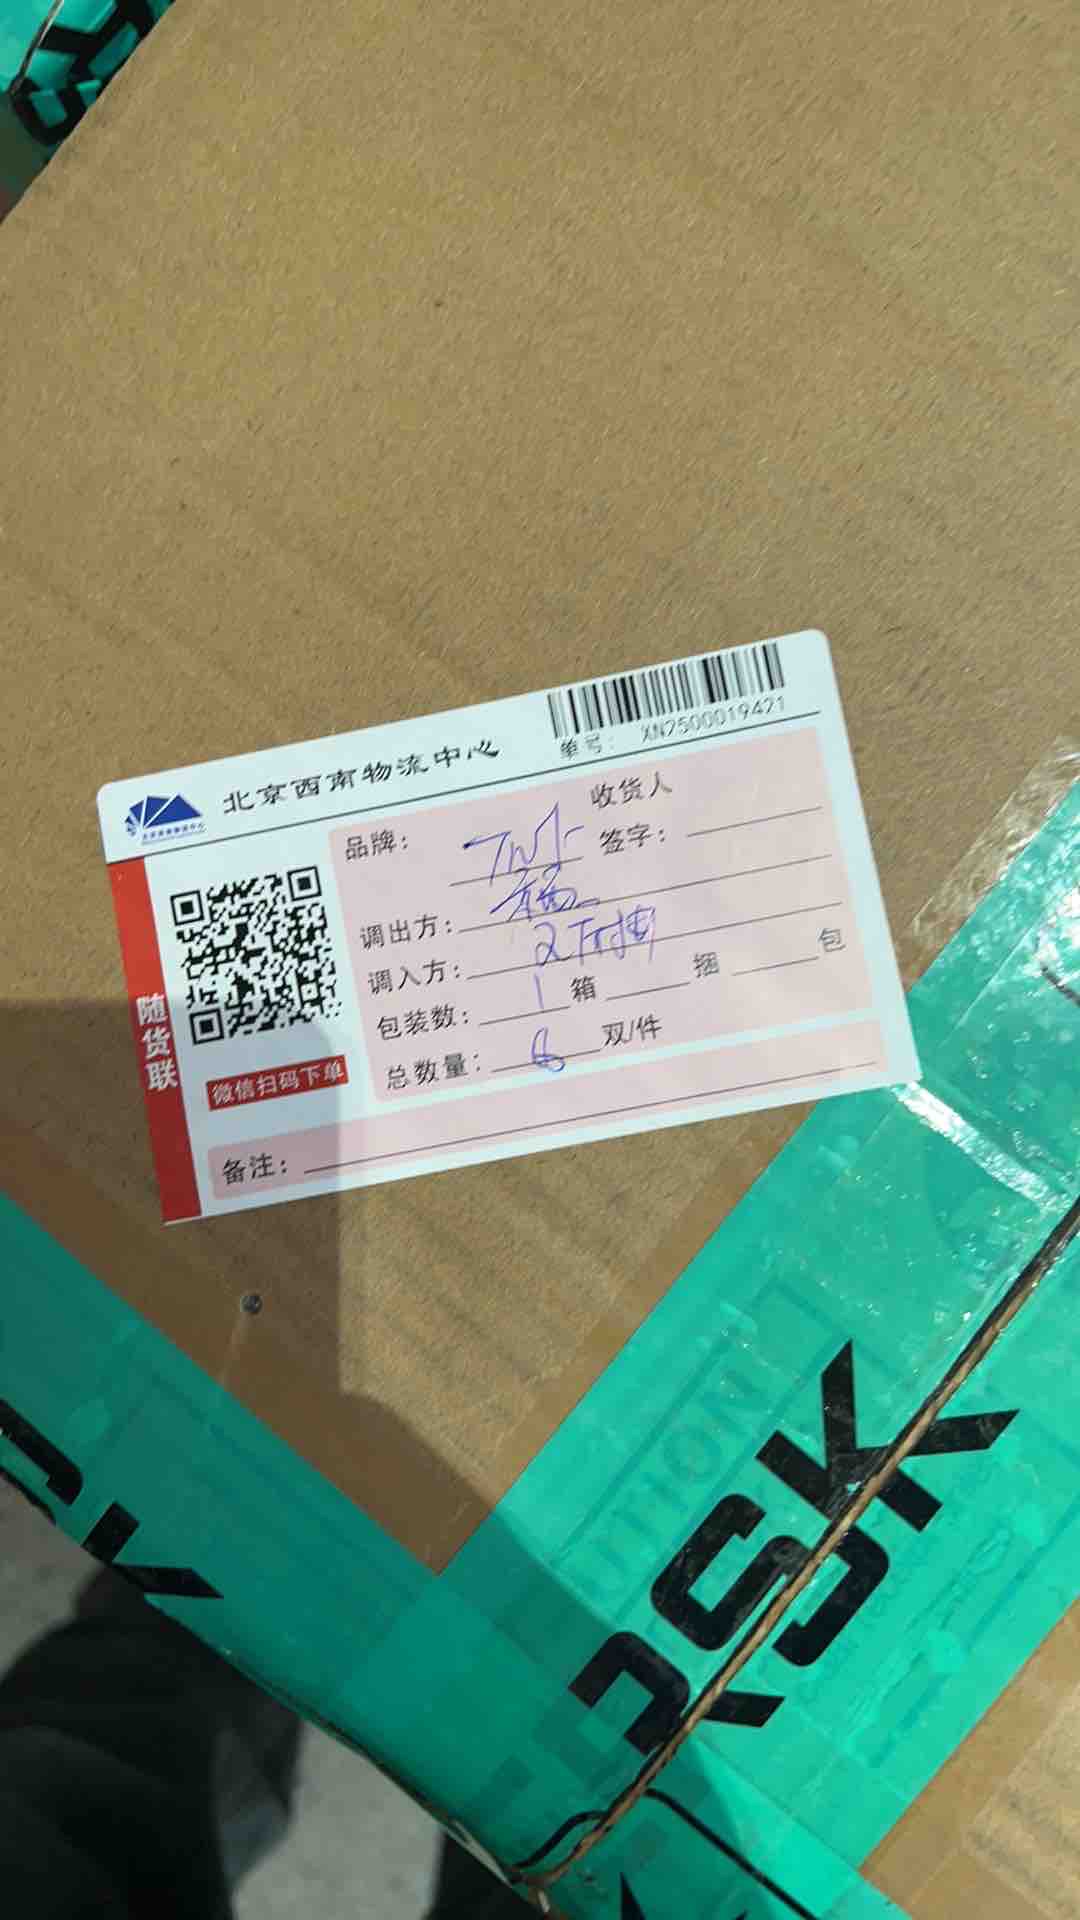 北京西南物流中心
单号： XN2500019421
随货联
微信扫码下单
品牌：
收货人
签字：
调出方：
调入方：
包装数： 1 箱 捆 包
总数量： 6 双/件
备注：
UTION
SK